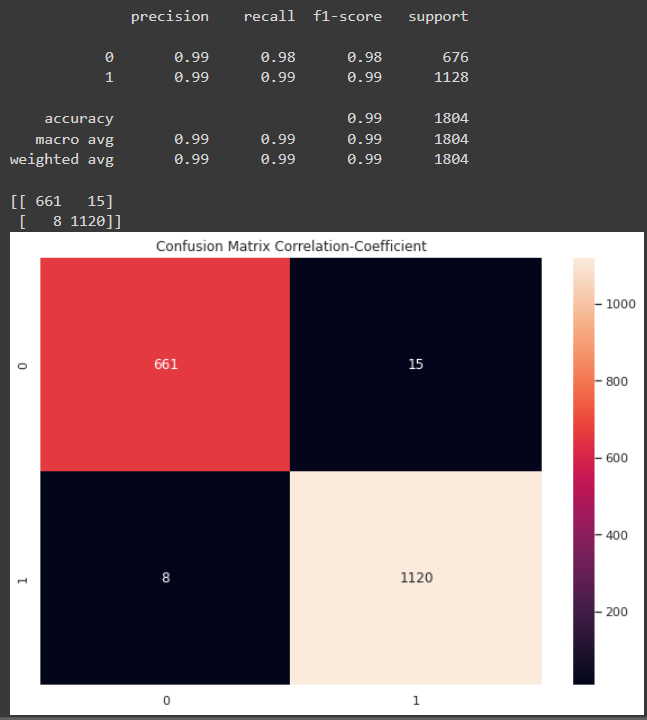 precision recall f1-score support
0 0.99 0.98 0.98 676
1 0.99 0.99 0.99 1128
accuracy 0.99 1804
macro avg 0.99 0.99 0.99 1804
weighted avg 0.99 0.99 0.99 1804
[[ 661 15]
[ 8 1120]]
Confusion Matrix Correlation-Coefficient
0 661 15
1 8 1120
0 1
1000
800
600
400
200